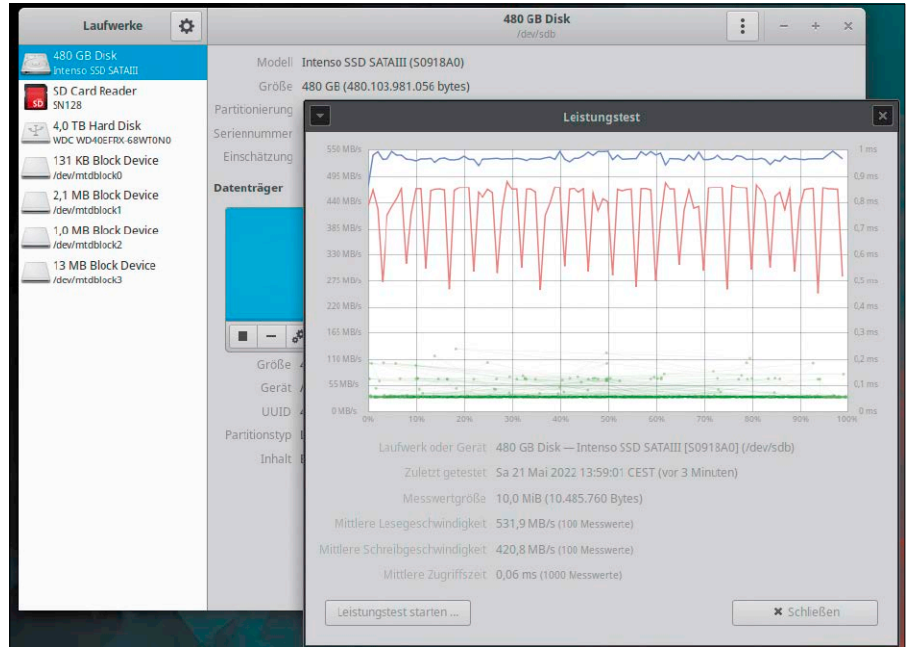 Laufwerke
480 GB Disk
/dev/sdb
480 GB Disk
Intenso SSD SATAIII
SD Card Reader
SN128
4,0 TB Hard Disk
WDC WD40EFRX-68WT0N0
131 KB Block Device
/dev/mtdblock0
2,1 MB Block Device
/dev/mtdblock1
1,0 MB Block Device
/dev/mtdblock2
13 MB Block Device
/dev/mtdblock3
Modell Intenso SSD SATAIII (S0918A0)
Größe 480 GB (480.103.981.056 bytes)
Partitionierung
Seriennummer
Einschätzung
Datenträger
Größe 4
Gerät /
UUID 4
Partitionstyp
Inhalt
Leistungstest
550 MB/s 1 ms
495 MB/s 0,9 ms
440 MB/s 0,8 ms
385 MB/s 0,7 ms
330 MB/s 0,6 ms
275 MB/s 0,5 ms
220 MB/s 0,4 ms
165 MB/s 0,3 ms
110 MB/s 0,2 ms
55 MB/s 0,1 ms
0 MB/s 0 ms
0% 10% 20% 30% 40% 50% 60% 70% 80% 90% 100%
Laufwerk oder Gerät 480 GB Disk — Intenso SSD SATAIII [S0918A0] (/dev/sdb)
Zuletzt getestet Sa 21 Mai 2022 13:59:01 CEST (vor 3 Minuten)
Messwertgröße 10,0 MiB (10.485.760 Bytes)
Mittlere Lesegeschwindigkeit 531,9 MB/s (100 Messwerte)
Mittlere Schreibgeschwindigkeit 420,8 MB/s (100 Messwerte)
Mittlere Zugriffszeit 0,06 ms (1000 Messwerte)
Leistungstest starten ...
Schließen